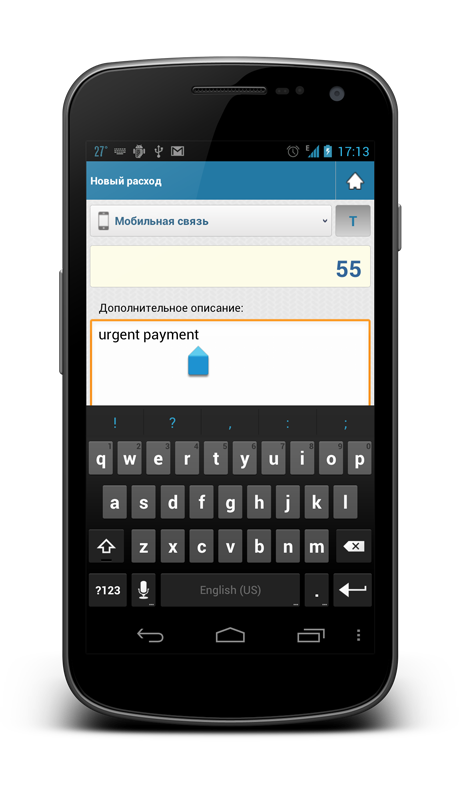 27° E 17:13
Новый расход
Мобильная связь T
55
Дополнительное описание:
urgent payment
! ? , : ;
1 2 3 4 5 6 7 8 9 0
q w e r t y u i o p
a s d f g h j k l
z x c v b n m
?123 English (US) .